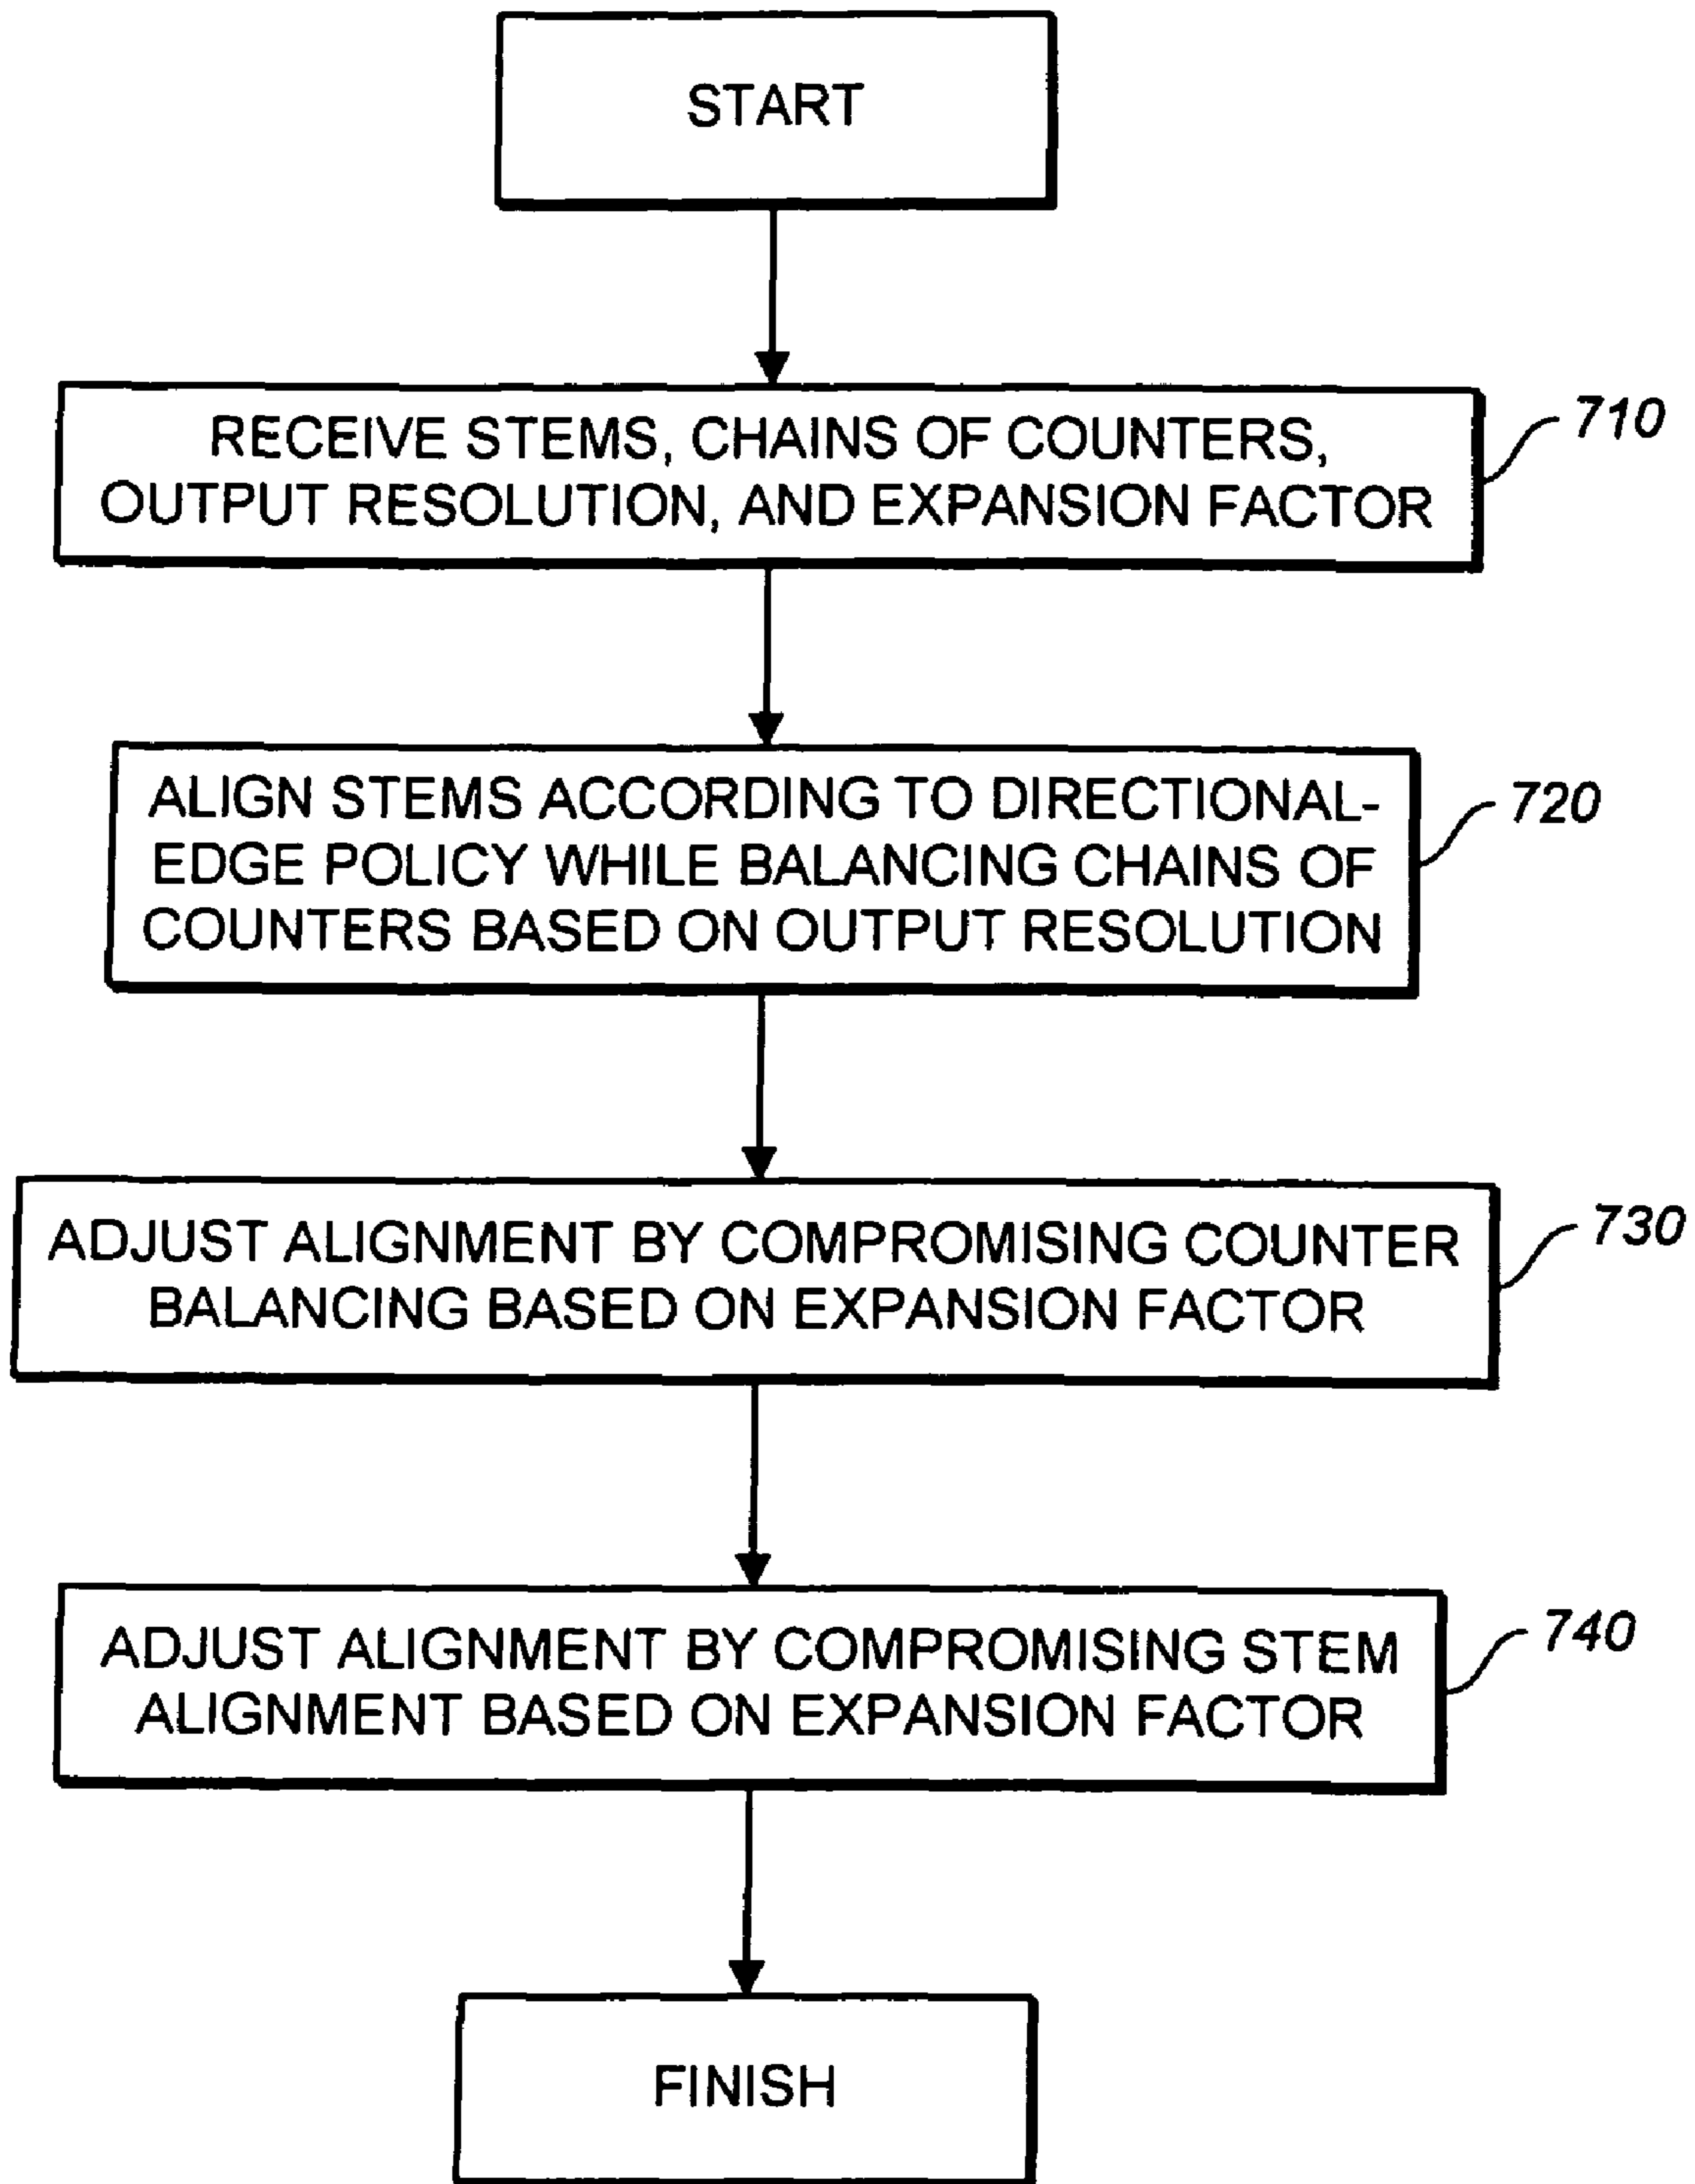 START
RECEIVE STEMS, CHAINS OF COUNTERS,
OUTPUT RESOLUTION, AND EXPANSION FACTOR
710
ALIGN STEMS ACCORDING TO DIRECTIONAL-
EDGE POLICY WHILE BALANCING CHAINS OF
COUNTERS BASED ON OUTPUT RESOLUTION
720
ADJUST ALIGNMENT BY COMPROMISING COUNTER
BALANCING BASED ON EXPANSION FACTOR
730
ADJUST ALIGNMENT BY COMPROMISING STEM
ALIGNMENT BASED ON EXPANSION FACTOR
740
FINISH